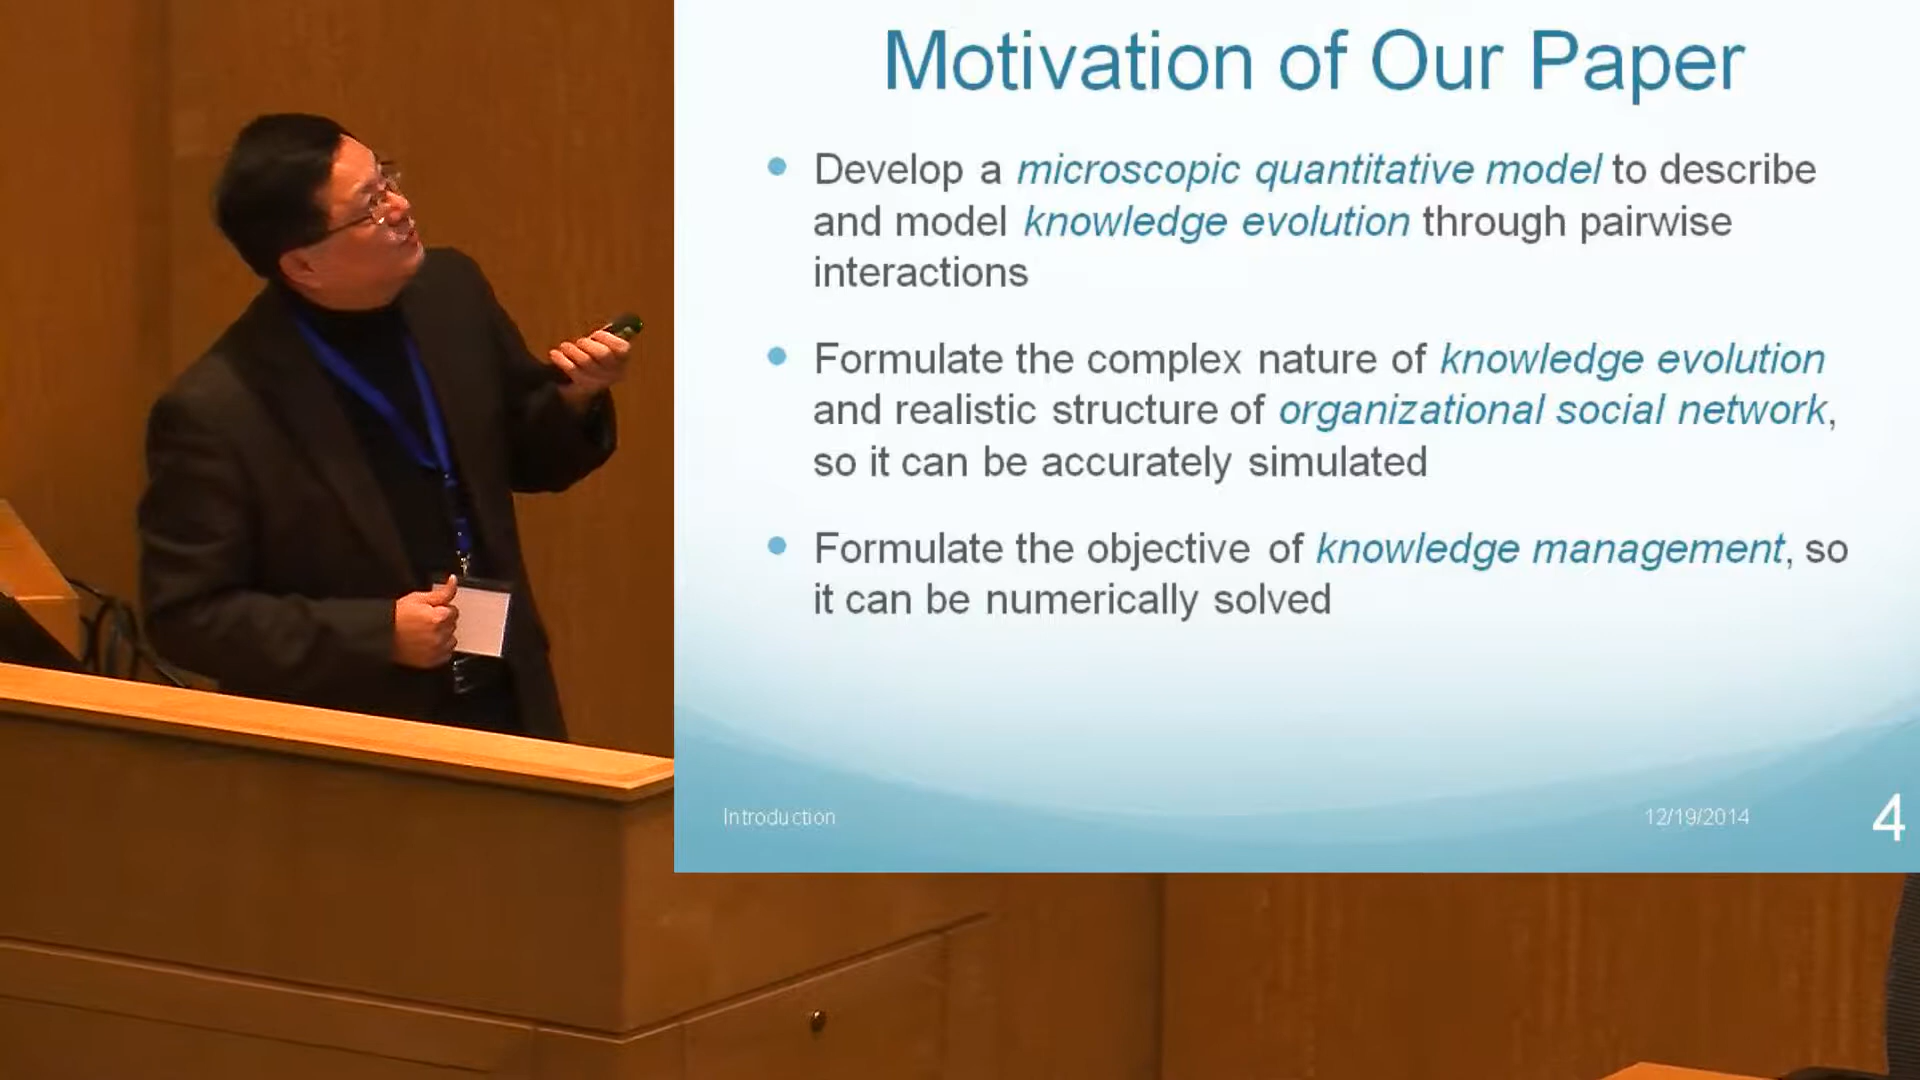 Motivation of Our Paper
Develop a microscopic quantitative model to describe
and model knowledge evolution through pairwise
interactions
Formulate the complex nature of knowledge evolution
and realistic structure of organizational social network,
so it can be accurately simulated
Formulate the objective of knowledge management, so
it can be numerically solved
Introduction
12/19/2014
4